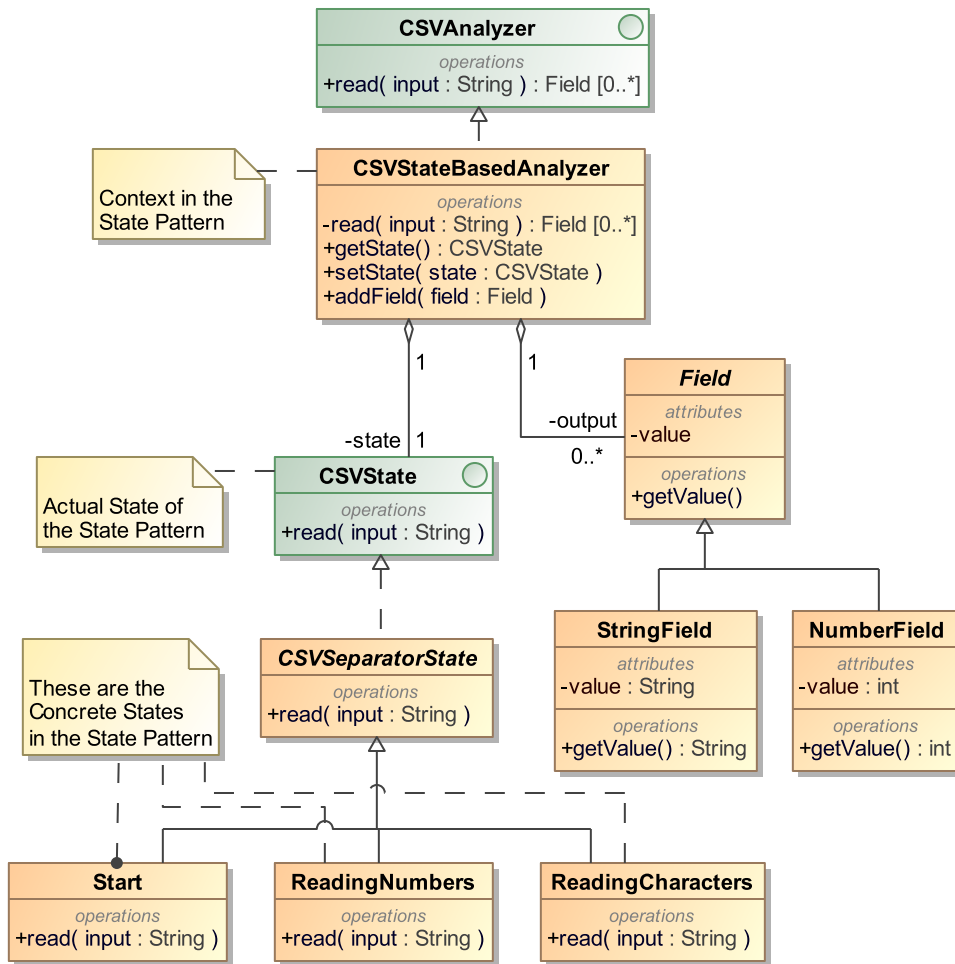 CSVAnalyzer
operations
+read( input : String ) : Field [0..*]
Context in the
State Pattern
CSVStateBasedAnalyzer
operations
-read( input : String ) : Field [0..*]
+getState() : CSVState
+setState( state : CSVState )
+addField( field : Field )
1
1
-state
1
-output
0..*
Field
attributes
-value
operations
+getValue()
Actual State of
the State Pattern
CSVState
operations
+read( input : String )
StringField
attributes
-value : String
operations
+getValue() : String
NumberField
attributes
-value : int
operations
+getValue() : int
These are the
Concrete States
in the State Pattern
CSVSeparatorState
operations
+read( input : String )
Start
operations
+read( input : String )
ReadingNumbers
operations
+read( input : String )
ReadingCharacters
operations
+read( input : String )